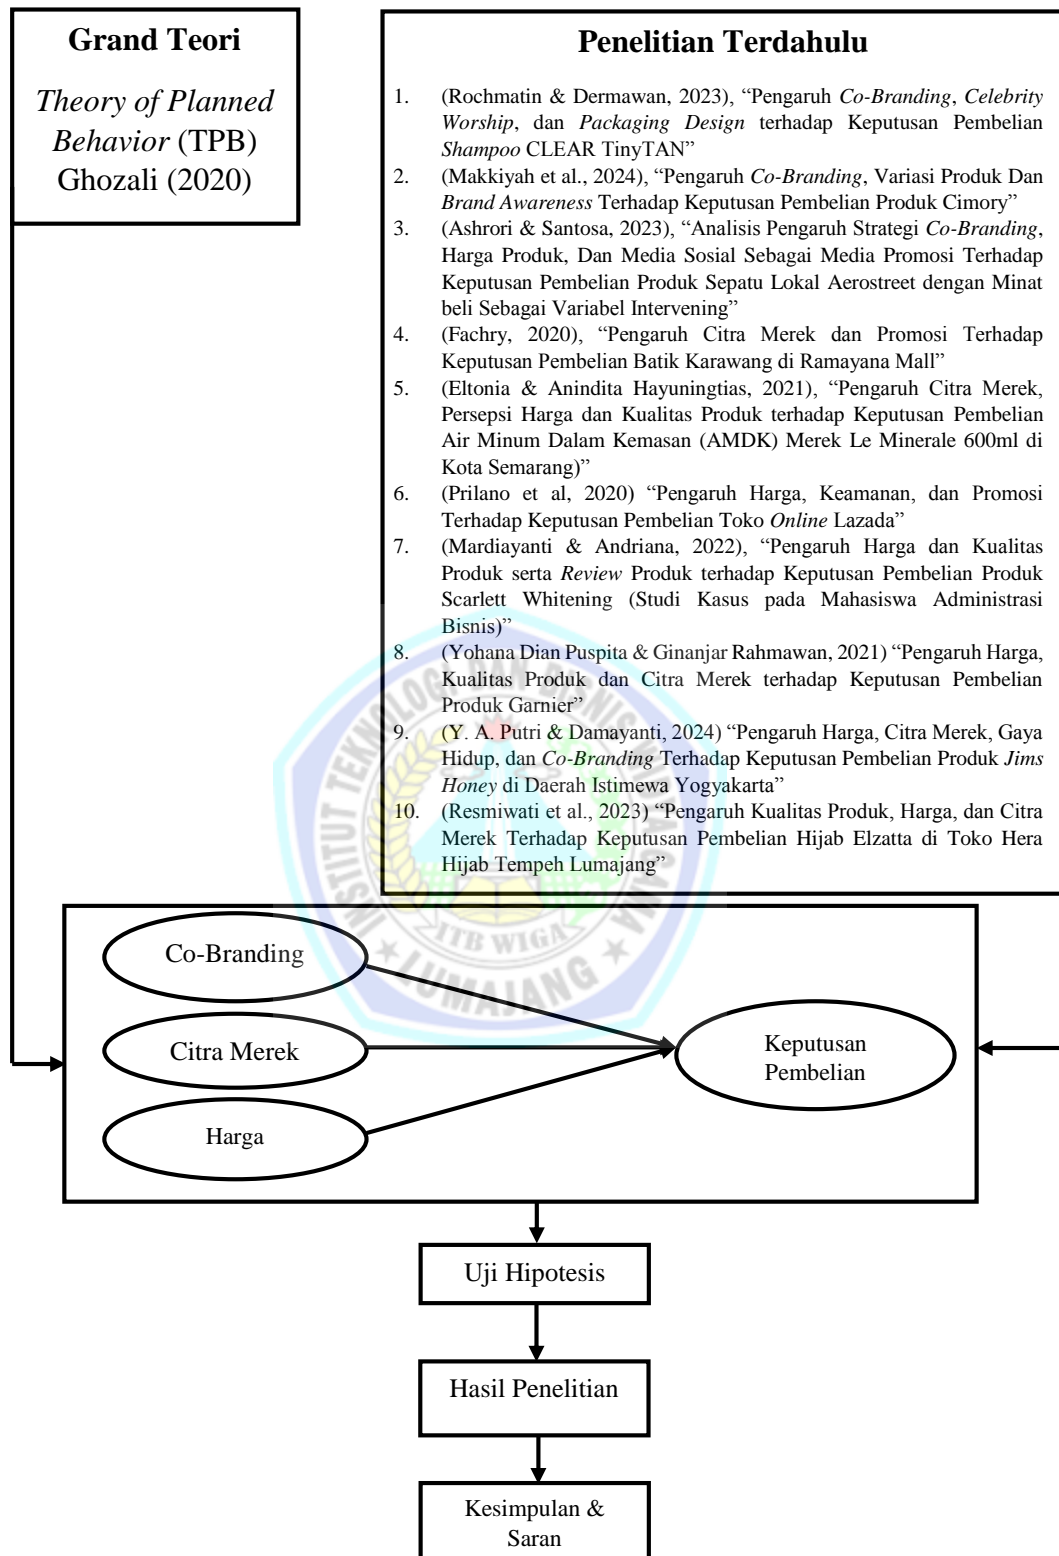 Grand Teori
Theory of Planned
Behavior (TPB)
Ghozali (2020)
Penelitian Terdahulu
1. (Rochmatin & Dermawan, 2023), “Pengaruh Co-Branding, Celebrity
Worship, dan Packaging Design terhadap Keputusan Pembelian
Shampoo CLEAR TinyTAN”
2. (Makkiyah et al., 2024), “Pengaruh Co-Branding, Variasi Produk Dan
Brand Awareness Terhadap Keputusan Pembelian Produk Cimory”
3. (Ashrori & Santosa, 2023), “Analisis Pengaruh Strategi Co-Branding,
Harga Produk, Dan Media Sosial Sebagai Media Promosi Terhadap
Keputusan Pembelian Produk Sepatu Lokal Aerostreet dengan Minat
beli Sebagai Variabel Intervening”
4. (Fachry, 2020), “Pengaruh Citra Merek dan Promosi Terhadap
Keputusan Pembelian Batik Karawang di Ramayana Mall”
5. (Eltonia & Anindita Hayuningtias, 2021), “Pengaruh Citra Merek,
Persepsi Harga dan Kualitas Produk terhadap Keputusan Pembelian
Air Minum Dalam Kemasan (AMDK) Merek Le Minerale 600ml di
Kota Semarang)”
6. (Prilano et al, 2020) “Pengaruh Harga, Keamanan, dan Promosi
Terhadap Keputusan Pembelian Toko Online Lazada”
7. (Mardiayanti & Andriana, 2022), “Pengaruh Harga dan Kualitas
Produk serta Review Produk terhadap Keputusan Pembelian Produk
Scarlett Whitening (Studi Kasus pada Mahasiswa Administrasi
Bisnis)”
8. (Yohana Dian Puspita & Ginanjar Rahmawan, 2021) “Pengaruh Harga,
Kualitas Produk dan Citra Merek terhadap Keputusan Pembelian
Produk Garnier”
9. (Y. A. Putri & Damayanti, 2024) “Pengaruh Harga, Citra Merek, Gaya
Hidup, dan Co-Branding Terhadap Keputusan Pembelian Produk Jims
Honey di Daerah Istimewa Yogyakarta”
10. (Resmiwati et al., 2023) “Pengaruh Kualitas Produk, Harga, dan Citra
Merek Terhadap Keputusan Pembelian Hijab Elzatta di Toko Hera
Hijab Tempeh Lumajang”
INSTITUT TEKNOLOGI DAN BISNIS WIDYA GAMA
ITB WIGA
LUMAJANG
Co-Branding
Citra Merek
Harga
Keputusan
Pembelian
Uji Hipotesis
Hasil Penelitian
Kesimpulan &
Saran